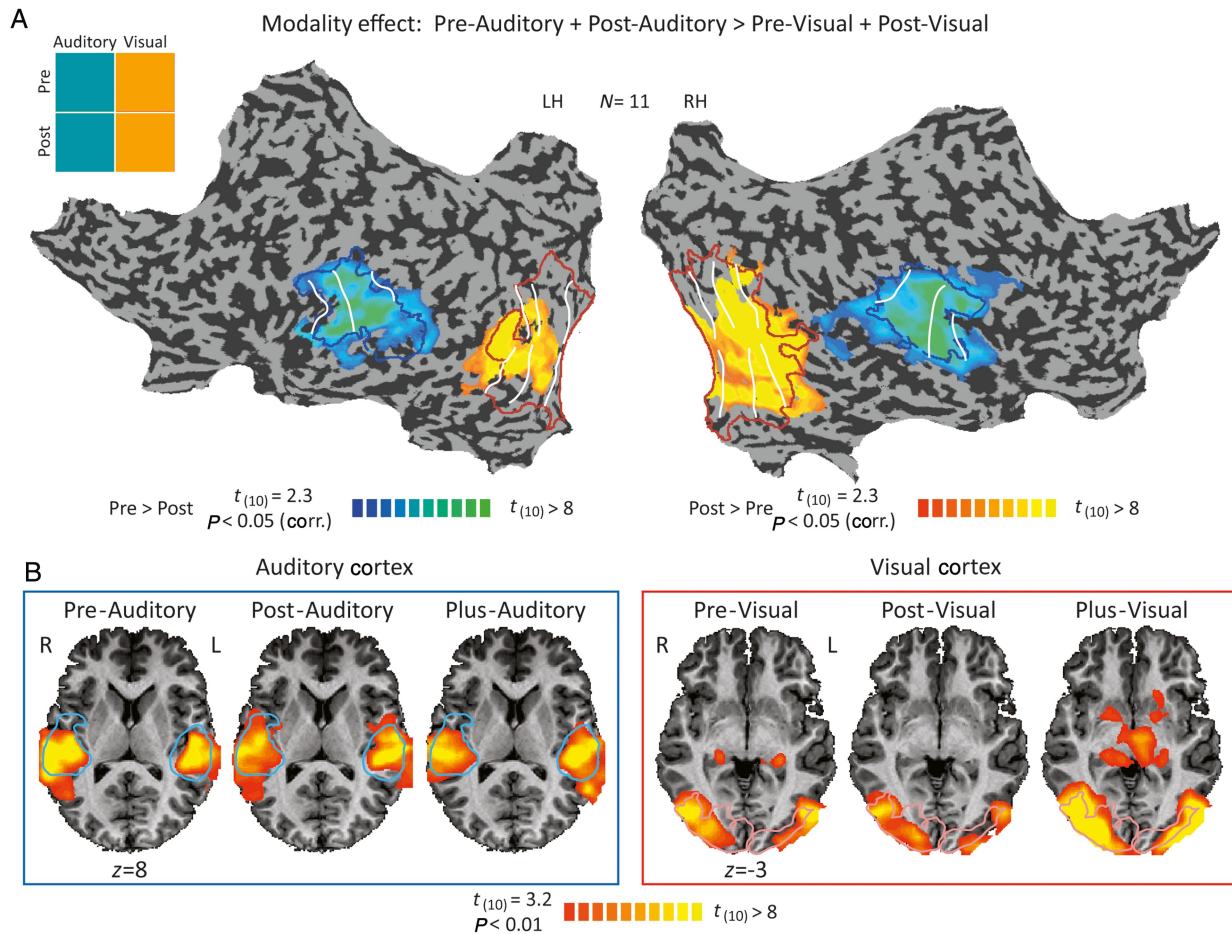 A
Modality effect: Pre-Auditory + Post-Auditory > Pre-Visual + Post-Visual
Auditory Visual
Pre
Post
LH N= 11 RH
Pre > Post
t (10) = 2.3
P < 0.05 (corr.)
t (10) > 8
Post > Pre
t (10) = 2.3
P < 0.05 (corr.)
t (10) > 8
B
Auditory cortex
Pre-Auditory Post-Auditory Plus-Auditory
R L
z=8
Visual cortex
Pre-Visual Post-Visual Plus-Visual
R L
z=-3
t (10) = 3.2
P < 0.01
t (10) > 8